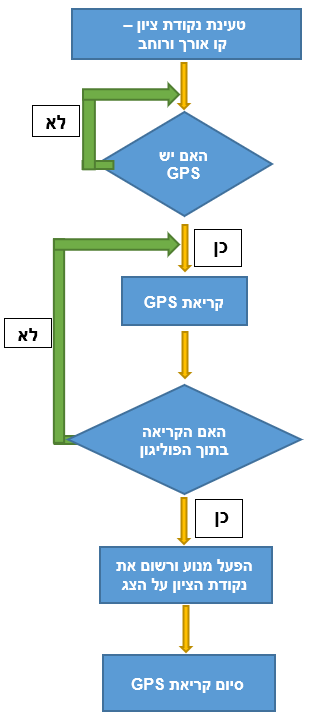 טעינת נקודת ציון –
קו אורך ורוחב
לא
האם יש
GPS
כן
קריאת GPS
לא
האם הקריאה
בתוך הפוליגון
כן
הפעל מנוע ורשום את
נקודת הציון על הצג
סיום קריאת GPS